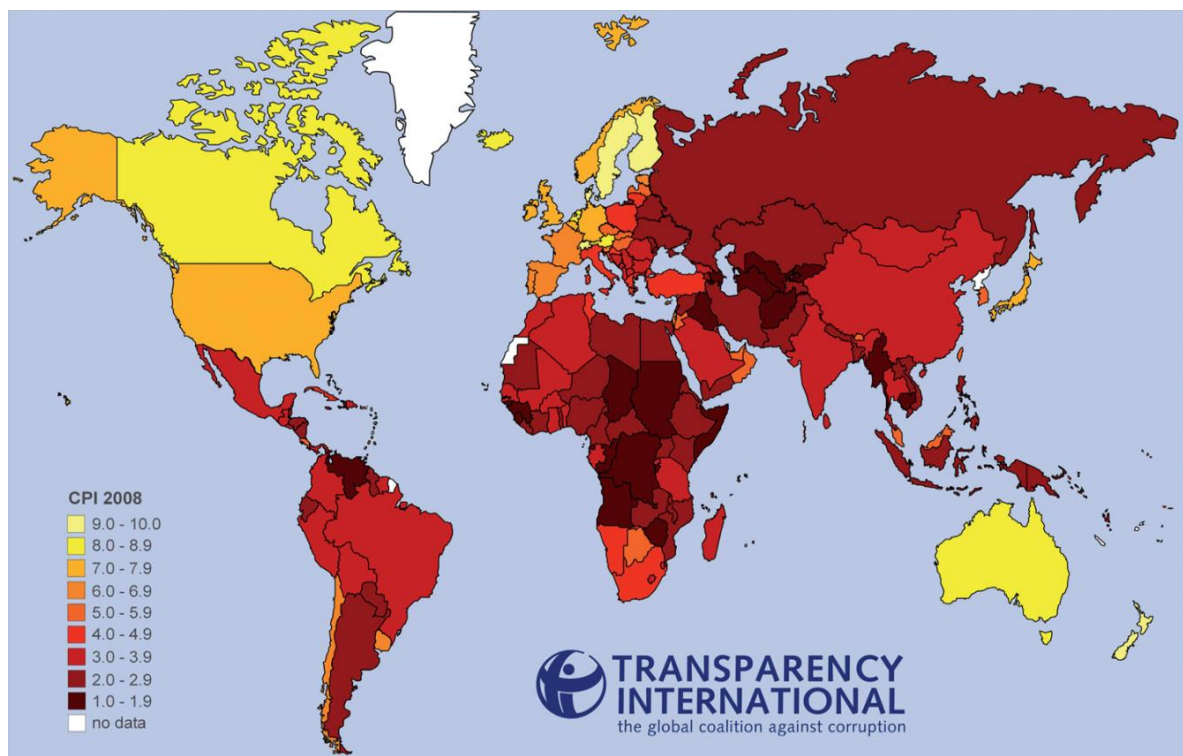 CPI 2008
9.0 - 10.0
8.0 - 8.9
7.0 - 7.9
6.0 - 6.9
5.0 - 5.9
4.0 - 4.9
3.0 - 3.9
2.0 - 2.9
1.0 - 1.9
no data
TRANSPARENCY
INTERNATIONAL
the global coalition against corruption